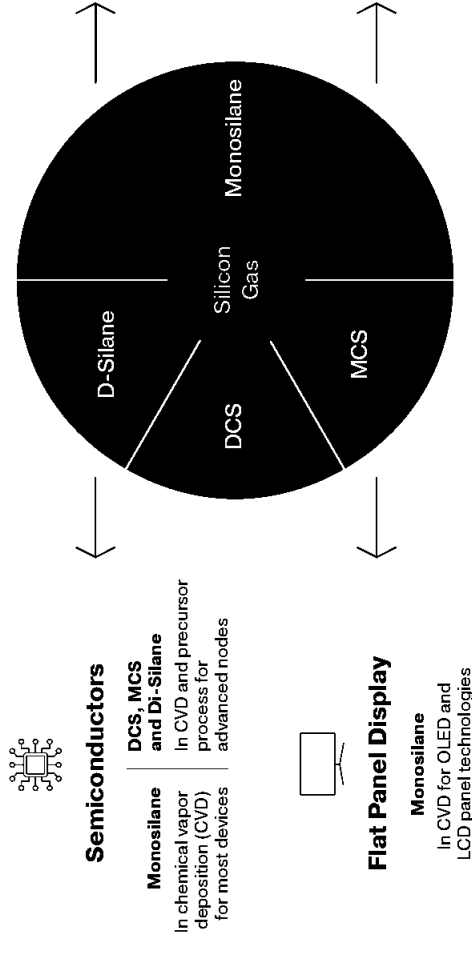 Semiconductors
Monosilane
In chemical vapor
deposition (CVD)
for most devices
DCS, MCS
and Di-Silane
In CVD and precursor
process for
advanced nodes
Flat Panel Display
Monosilane
In CVD for OLED and
LCD panel technologies
Silicon
Gas
D-Silane
DCS
MCS
Monosilane